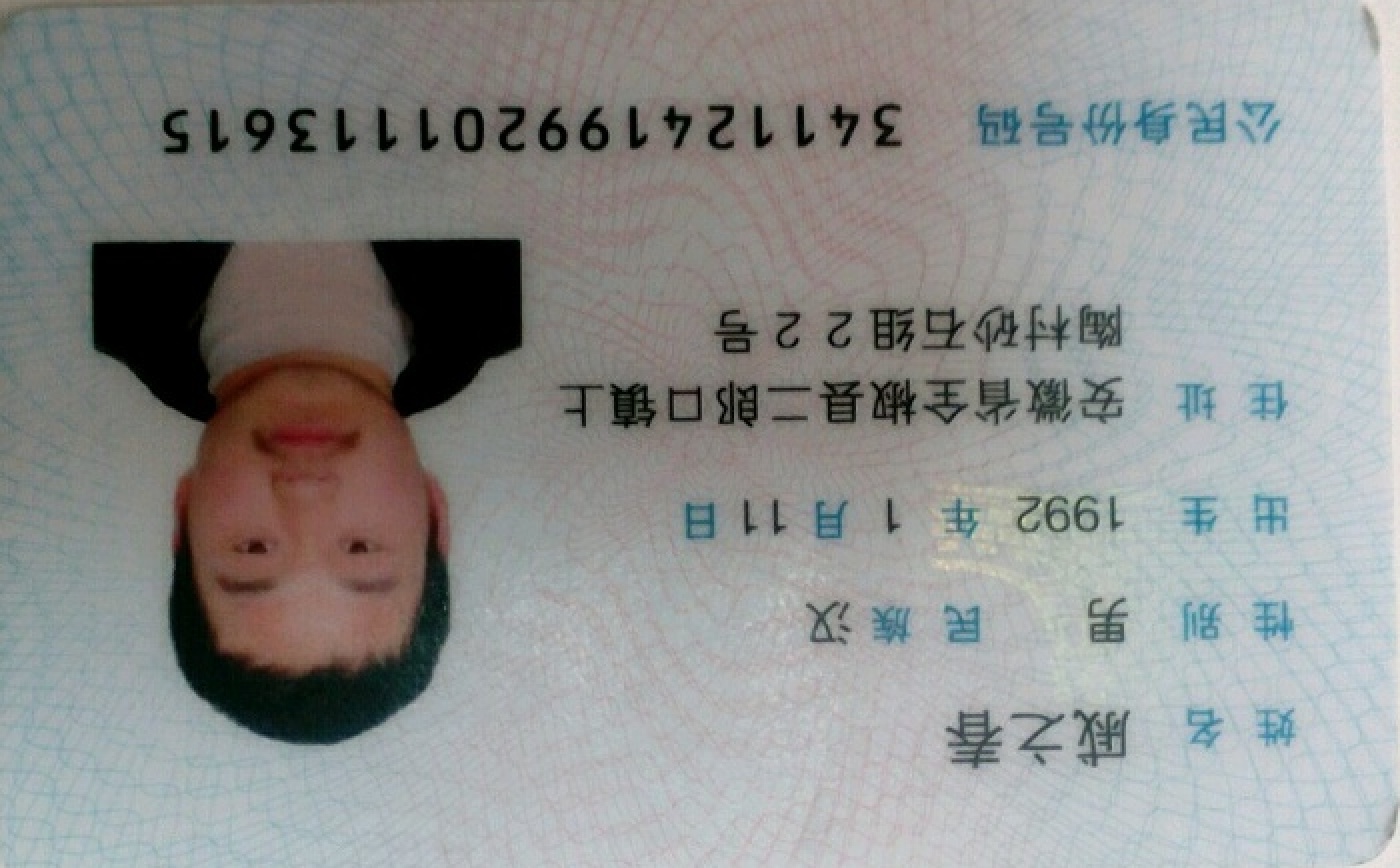 姓名 戚之春
性别 男 民族 汉
出生 1992 年 1 月 11 日
住址 安徽省全椒县二郎口镇上
陶村砂石组22号
公民身份号码 341124199201113615